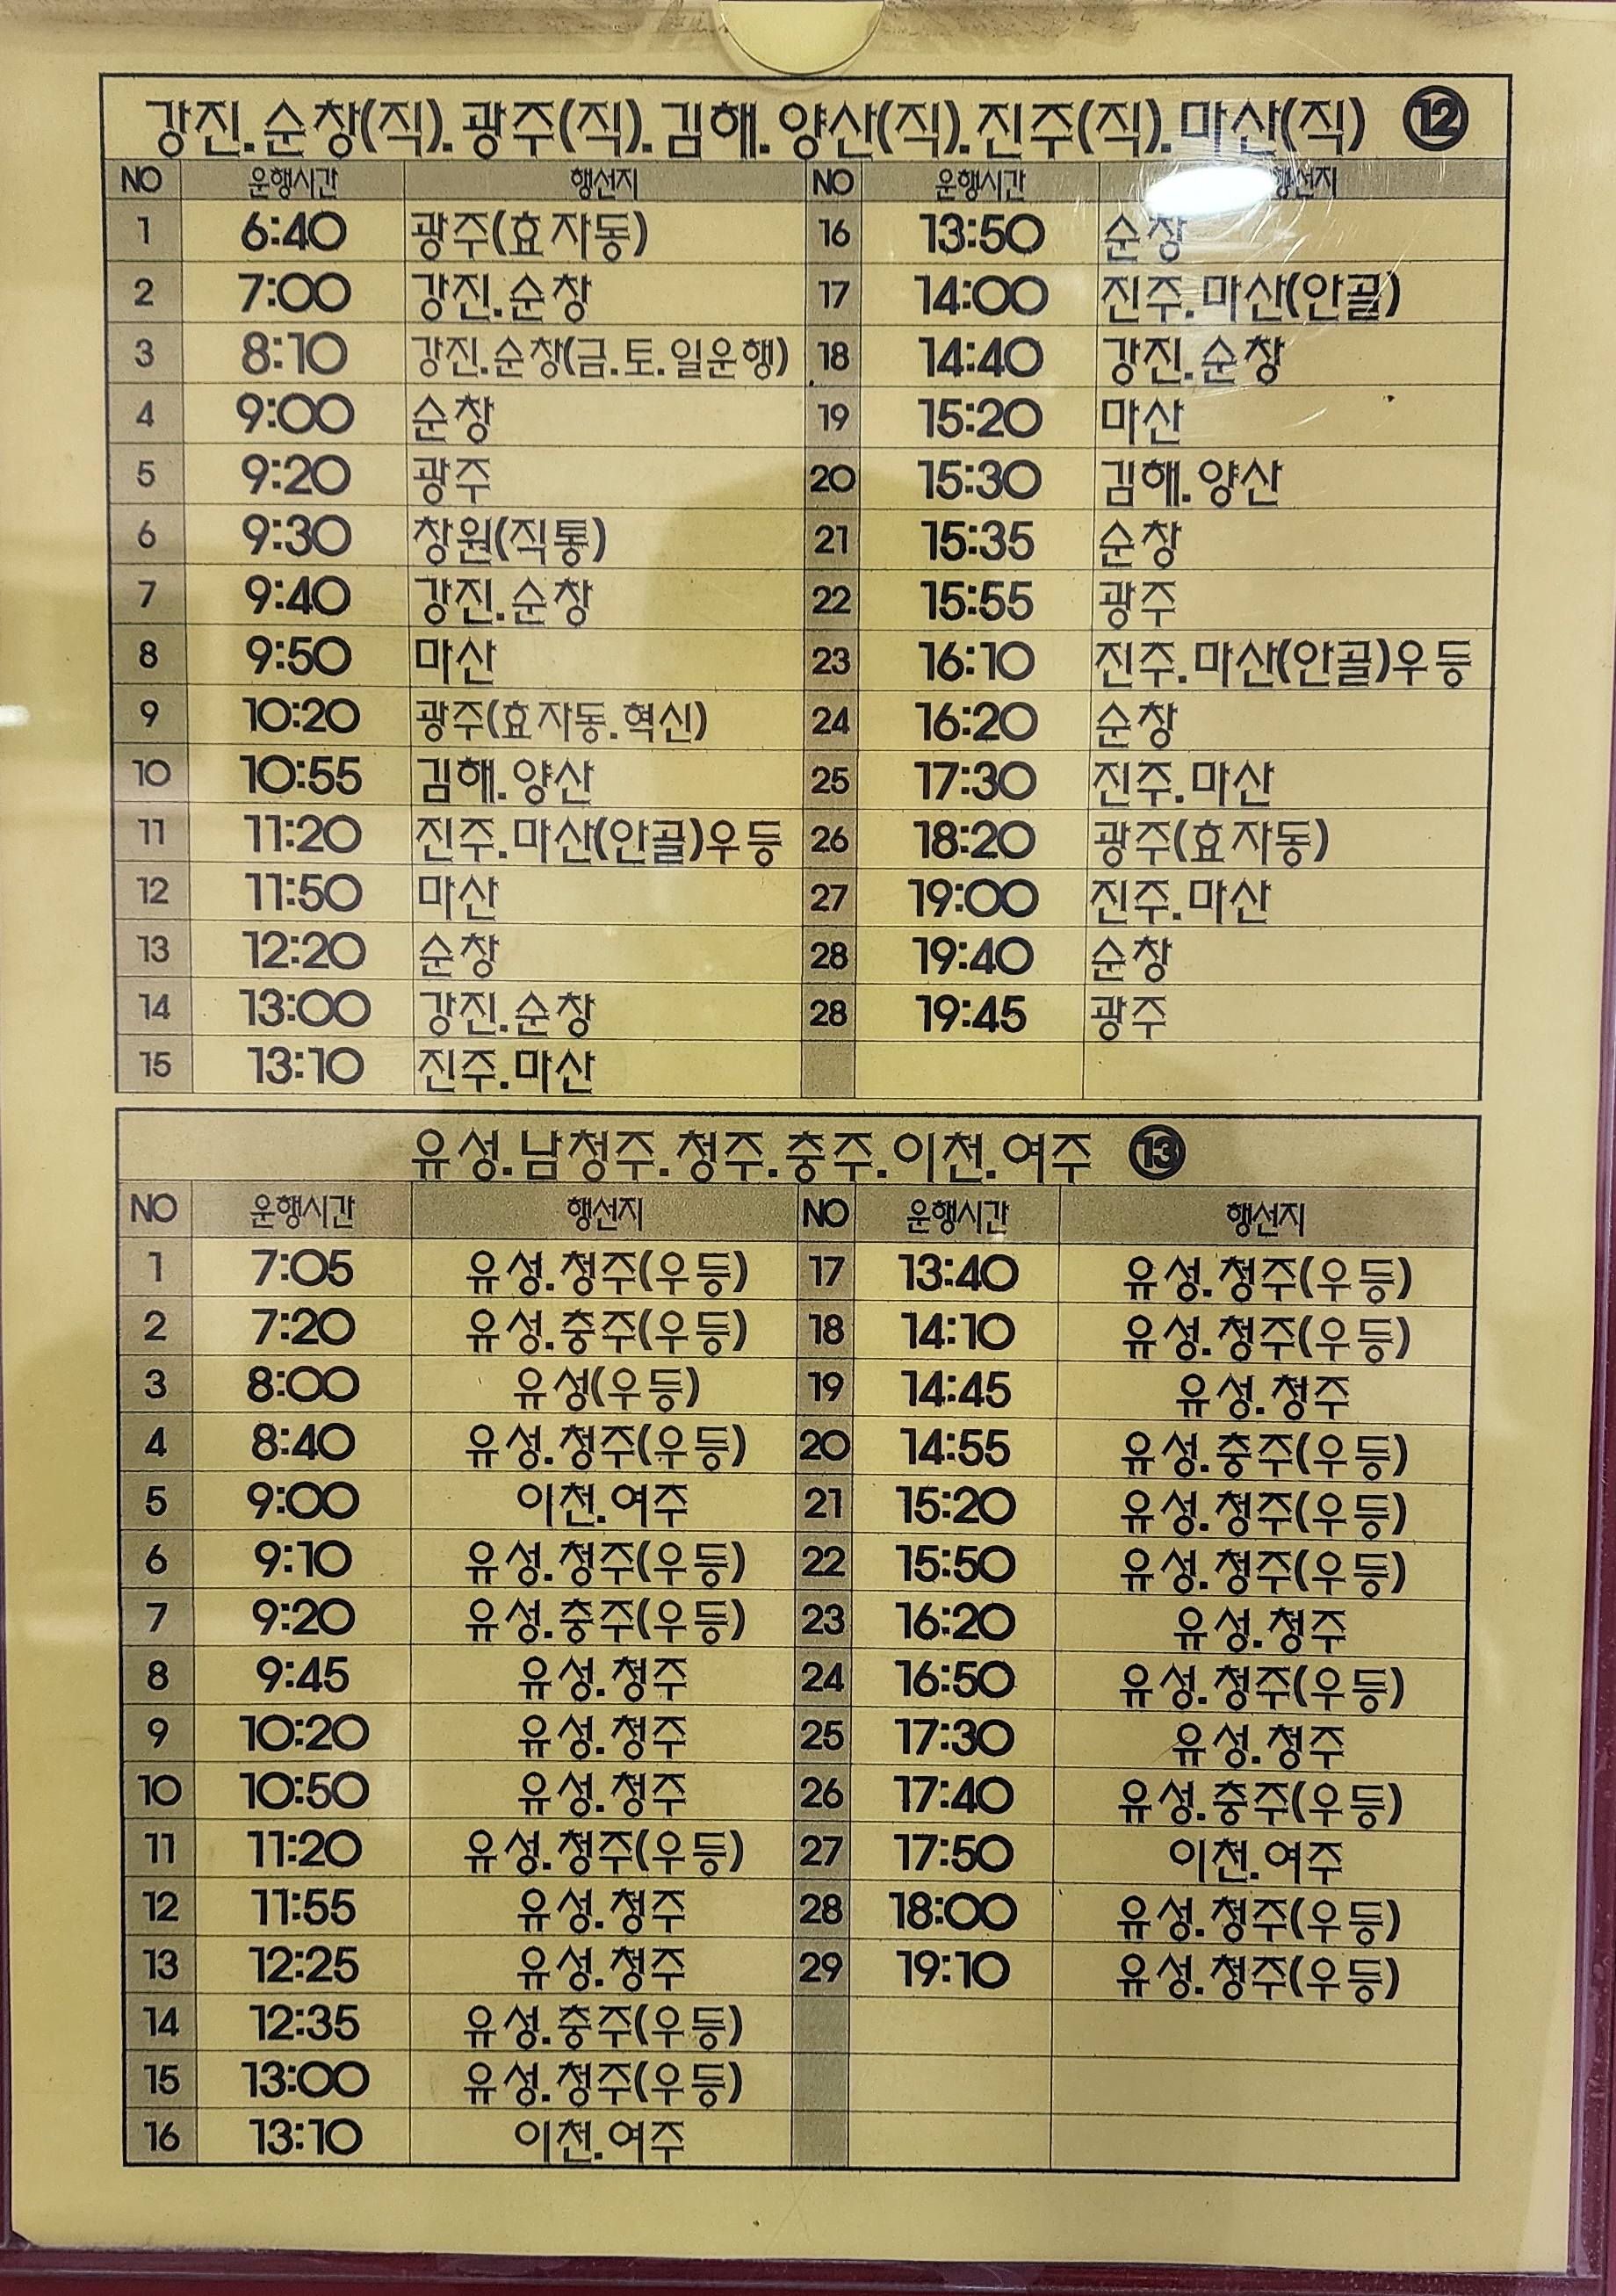 강진.순창(직).광주(직).김해.양산(직).진주(직).마산(직) ⑫
NO 운행시간 행선지 NO 운행시간 행선지
1 6:40 광주(효자동) 16 13:50 순창
2 7:00 강진.순창 17 14:00 진주.마산(안골)
3 8:10 강진.순창(금.토.일운행) 18 14:40 강진.순창
4 9:00 순창 19 15:20 마산
5 9:20 광주 20 15:30 김해.양산
6 9:30 창원(직통) 21 15:35 순창
7 9:40 강진.순창 22 15:55 광주
8 9:50 마산 23 16:10 진주.마산(안골)우등
9 10:20 광주(효자동.혁신) 24 16:20 순창
10 10:55 김해.양산 25 17:30 진주.마산
11 11:20 진주.마산(안골)우등 26 18:20 광주(효자동)
12 11:50 마산 27 19:00 진주.마산
13 12:20 순창 28 19:40 순창
14 13:00 강진.순창 28 19:45 광주
15 13:10 진주.마산
유성.남청주.청주.충주.이천.여주 ⑬
NO 운행시간 행선지 NO 운행시간 행선지
1 7:05 유성.청주(우등) 17 13:40 유성.청주(우등)
2 7:20 유성.충주(우등) 18 14:10 유성.청주(우등)
3 8:00 유성(우등) 19 14:45 유성.청주
4 8:40 유성.청주(우등) 20 14:55 유성.충주(우등)
5 9:00 이천.여주 21 15:20 유성.청주(우등)
6 9:10 유성.청주(우등) 22 15:50 유성.청주(우등)
7 9:20 유성.충주(우등) 23 16:20 유성.청주
8 9:45 유성.청주 24 16:50 유성.청주(우등)
9 10:20 유성.청주 25 17:30 유성.청주
10 10:50 유성.청주 26 17:40 유성.충주(우등)
11 11:20 유성.청주(우등) 27 17:50 이천.여주
12 11:55 유성.청주 28 18:00 유성.청주(우등)
13 12:25 유성.청주 29 19:10 유성.청주(우등)
14 12:35 유성.충주(우등)
15 13:00 유성.청주(우등)
16 13:10 이천.여주